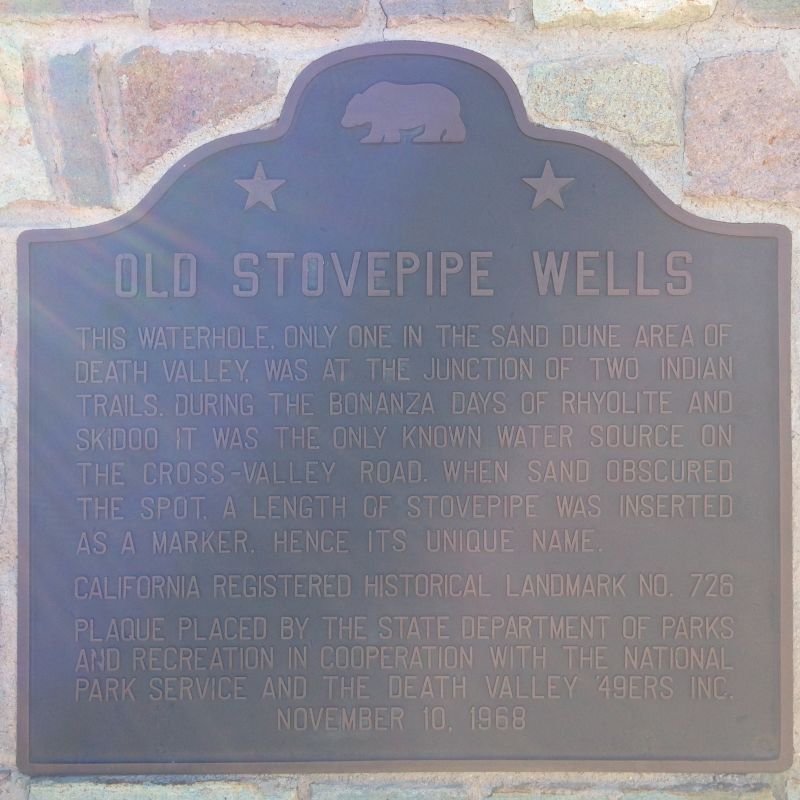 OLD STOVEPIPE WELLS
THIS WATERHOLE, ONLY ONE IN THE SAND DUNE AREA OF
DEATH VALLEY, WAS AT THE JUNCTION OF TWO INDIAN
TRAILS. DURING THE BONANZA DAYS OF RHYOLITE AND
SKIDOO IT WAS THE ONLY KNOWN WATER SOURCE ON
THE CROSS-VALLEY ROAD. WHEN SAND OBSCURED
THE SPOT, A LENGTH OF STOVEPIPE WAS INSERTED
AS A MARKER, HENCE ITS UNIQUE NAME.
CALIFORNIA REGISTERED HISTORICAL LANDMARK NO. 726
PLAQUE PLACED BY THE STATE DEPARTMENT OF PARKS
AND RECREATION IN COOPERATION WITH THE NATIONAL
PARK SERVICE AND THE DEATH VALLEY '49ERS INC.
NOVEMBER 10, 1968